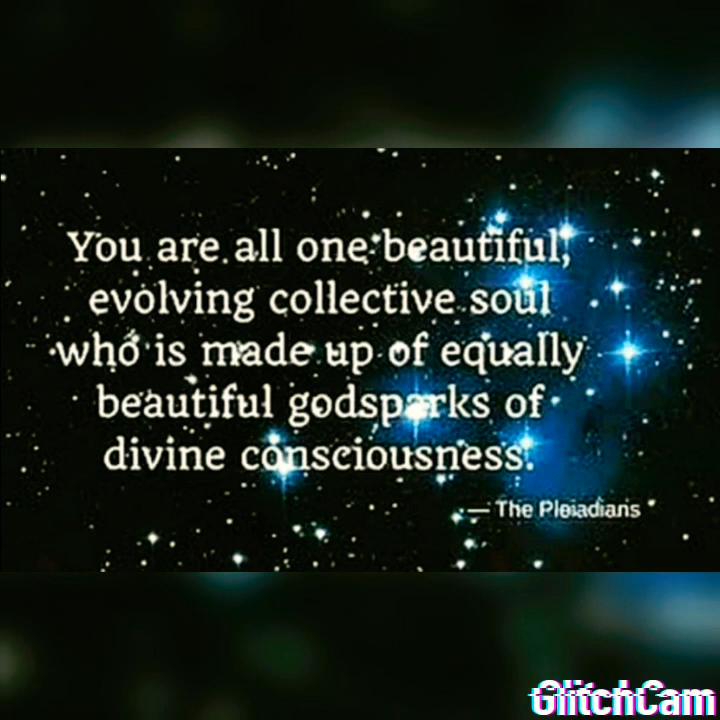 You are all one beautiful,
evolving collective soul
who is made up of equally
beautiful godsparks of
divine consciousness.
— The Pleiadians
GlitchCam